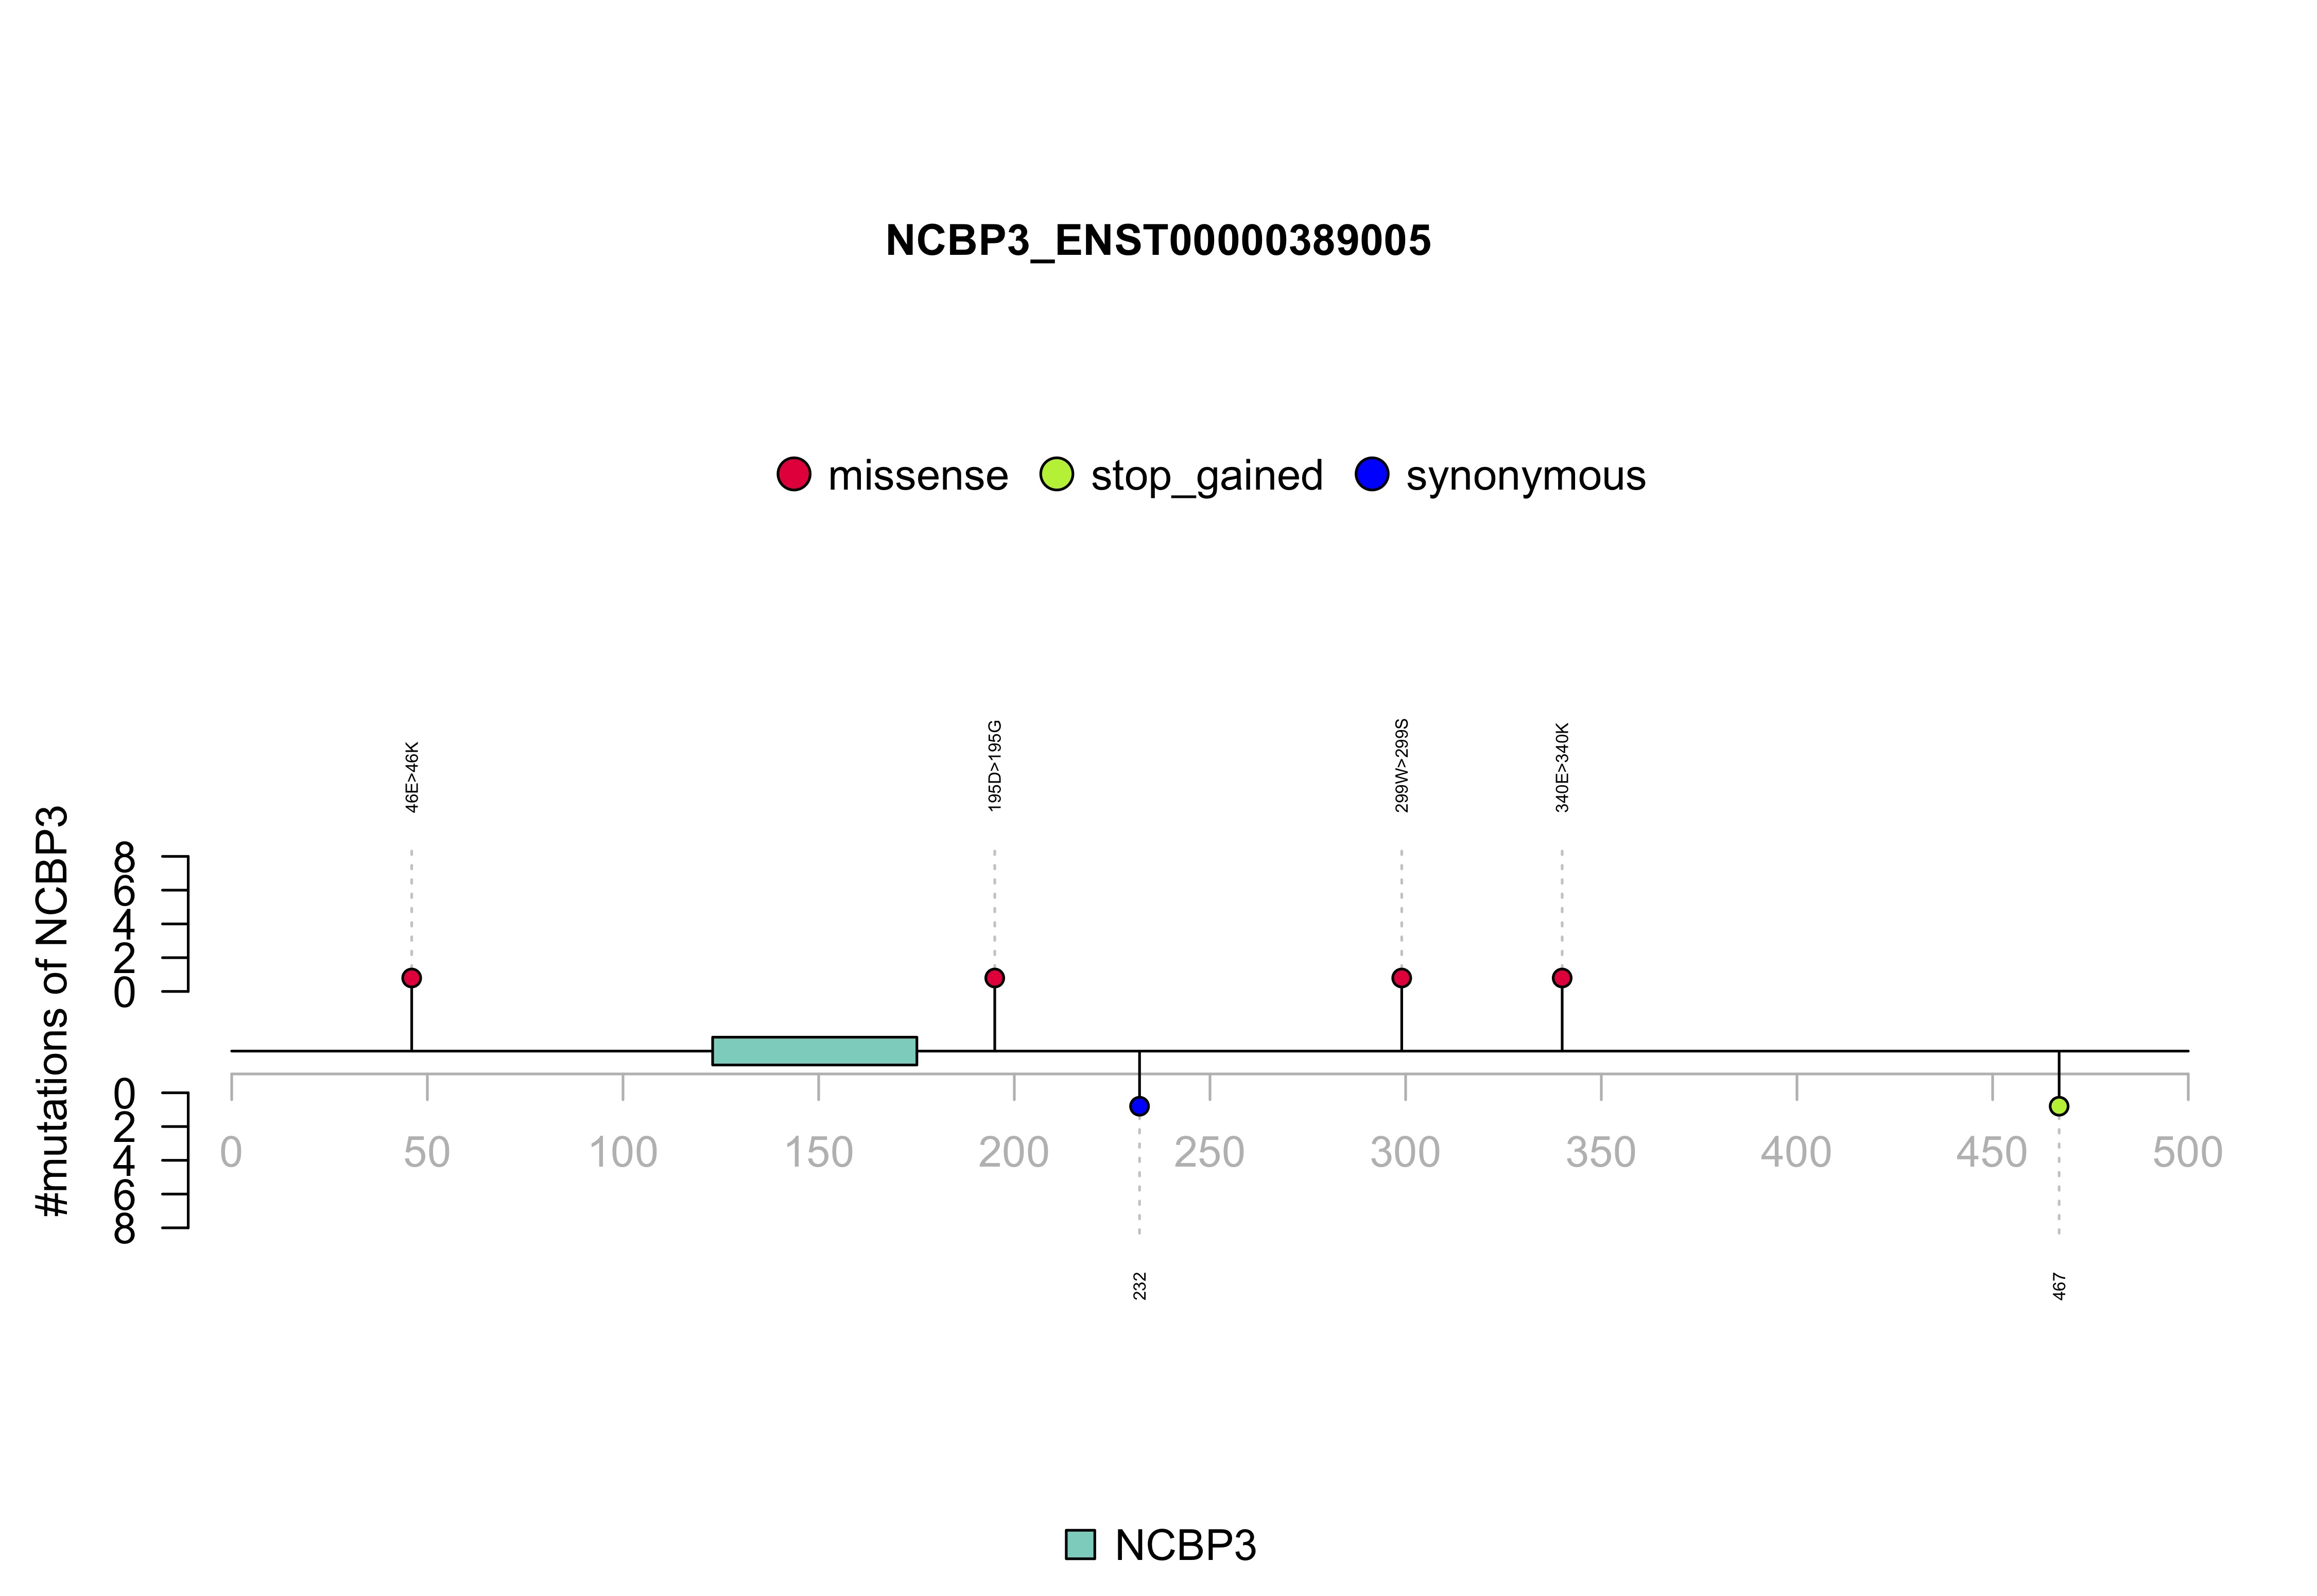 NCBP3_ENST00000389005
missense stop_gained synonymous
46E>46K 195D>195G 299W>299S 340E>340K
#mutations of NCBP3
8
6
4
2
0
0
2
4
6
8
0 50 100 150 200 250 300 350 400 450 500
232 467
NCBP3